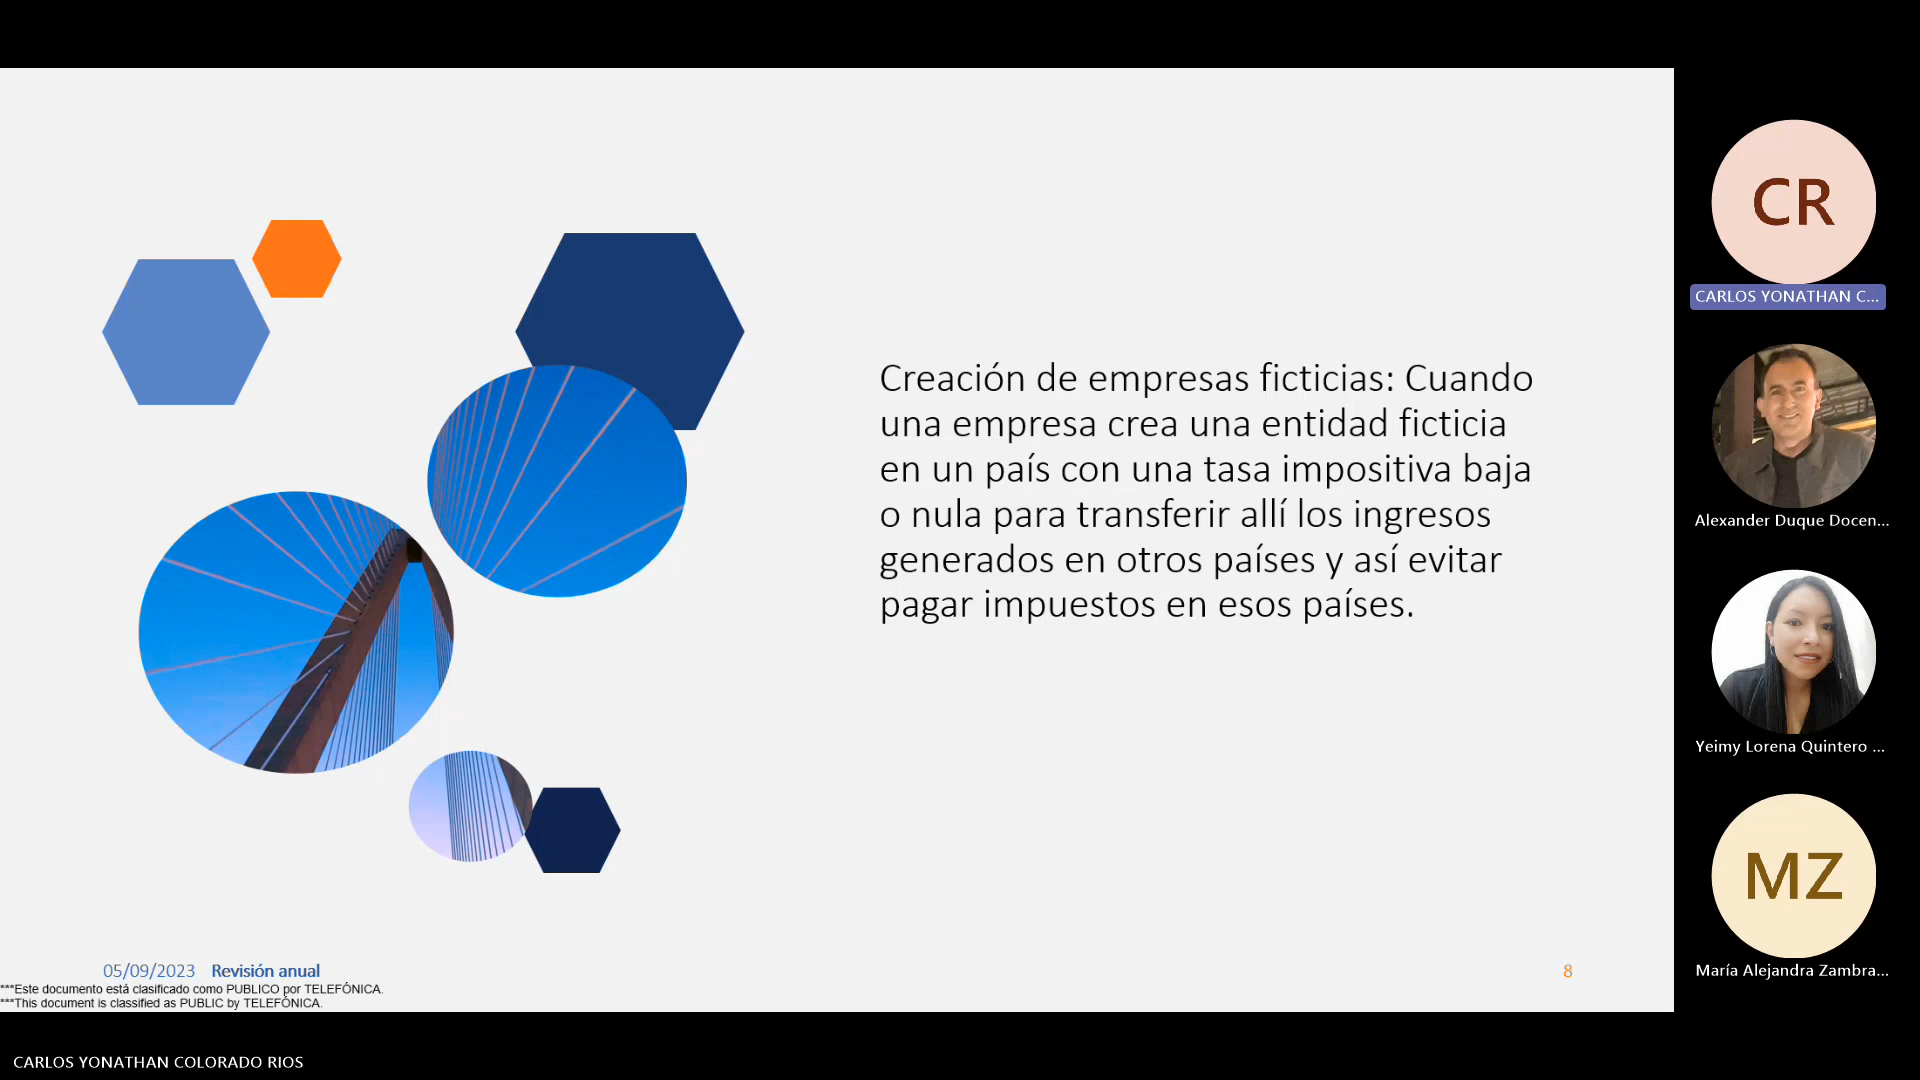 Creación de empresas ficticias: Cuando
una empresa crea una entidad ficticia
en un país con una tasa impositiva baja
o nula para transferir allí los ingresos
generados en otros países y así evitar
pagar impuestos en esos países.
05/09/2023 Revisión anual
8
***Este documento está clasificado como PUBLICO por TELEFÓNICA.
***This document is classified as PUBLIC by TELEFÓNICA.
CR
CARLOS YONATHAN C...
Alexander Duque Docen...
Yeimy Lorena Quintero ...
MZ
María Alejandra Zambra...
CARLOS YONATHAN COLORADO RIOS